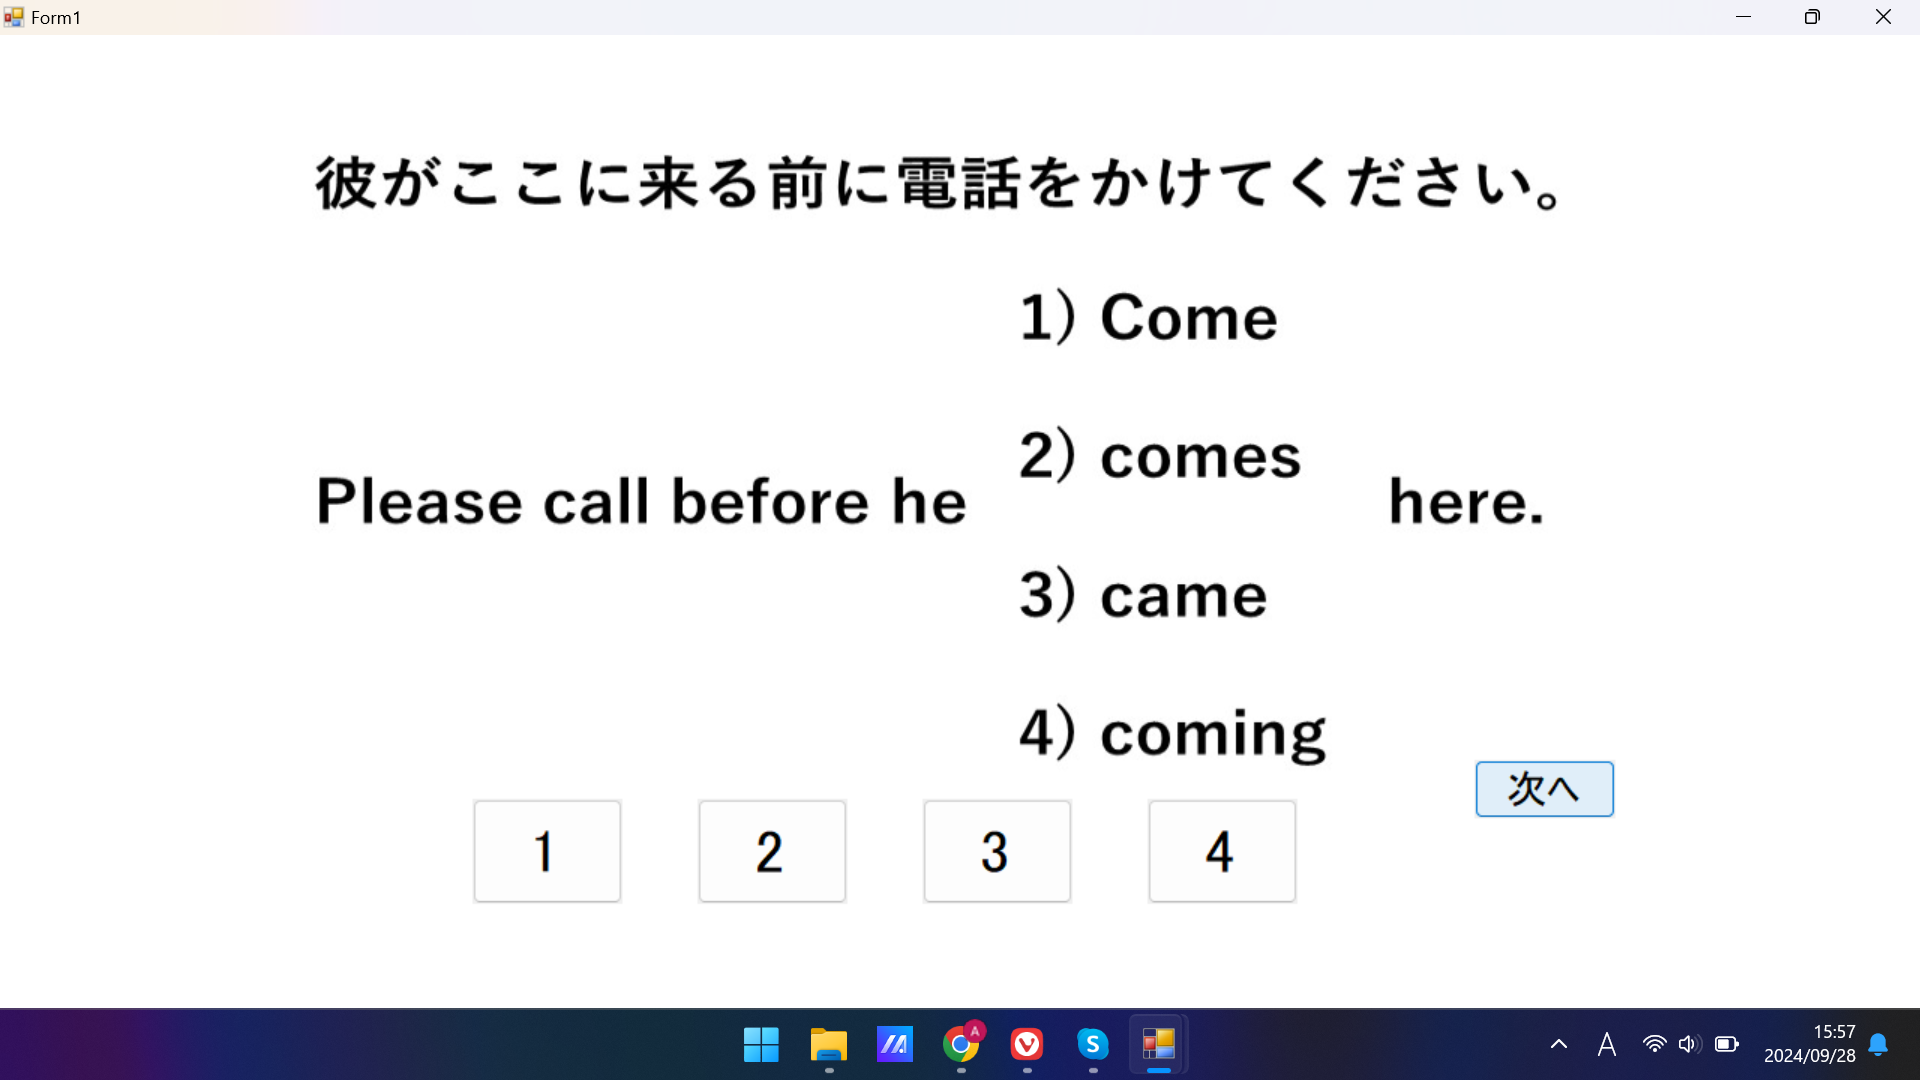 Form1
彼がここに来る前に電話をかけてください。
1) Come
2) comes
Please call before he
here.
3) came
4) coming
次へ
1
2
3
4
A
S
A
15:57
2024/09/28